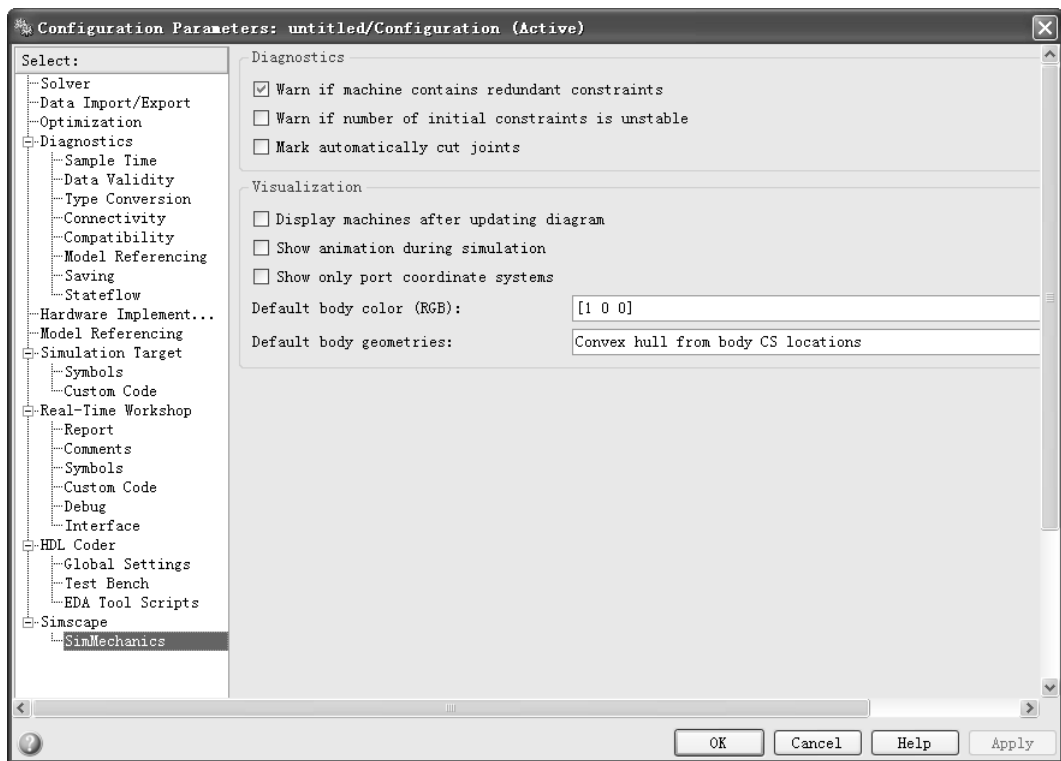 Configuration Parameters: untitled/Configuration (Active)
Select:
Solver
Data Import/Export
Optimization
Diagnostics
Sample Time
Data Validity
Type Conversion
Connectivity
Compatibility
Model Referencing
Saving
Stateflow
Hardware Implement...
Model Referencing
Simulation Target
Symbols
Custom Code
Real-Time Workshop
Report
Comments
Symbols
Custom Code
Debug
Interface
HDL Coder
Global Settings
Test Bench
EDA Tool Scripts
Simscape
SimMechanics
Diagnostics
Warn if machine contains redundant constraints
Warn if number of initial constraints is unstable
Mark automatically cut joints
Visualization
Display machines after updating diagram
Show animation during simulation
Show only port coordinate systems
Default body color (RGB): [1 0 0]
Default body geometries: Convex hull from body CS locations
OK Cancel Help Apply